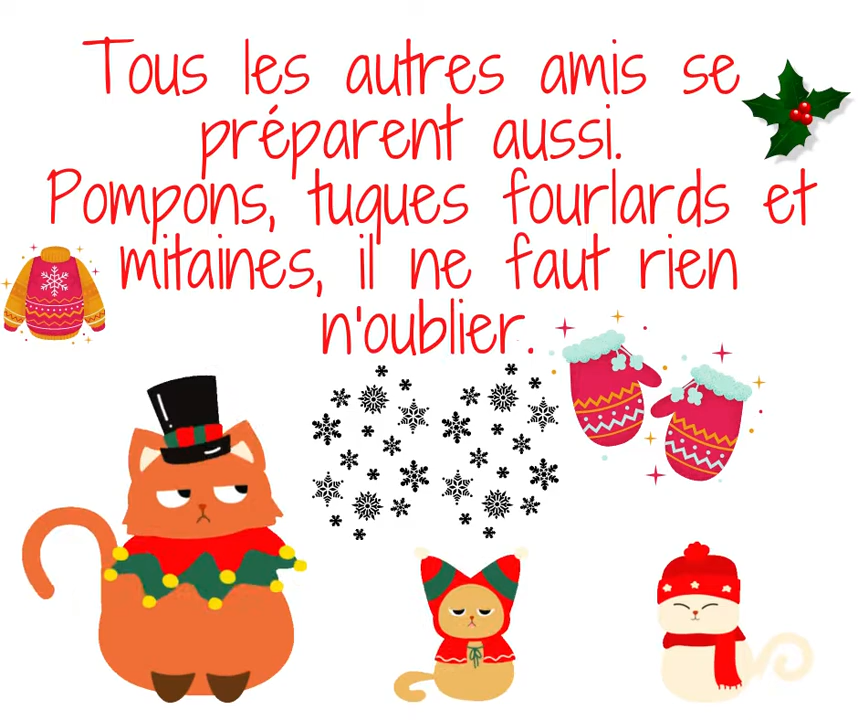 Tous les autres amis se
préparent aussi.
Pompons, tuques fourlards et
mitaines, il ne faut rien
n'oublier.